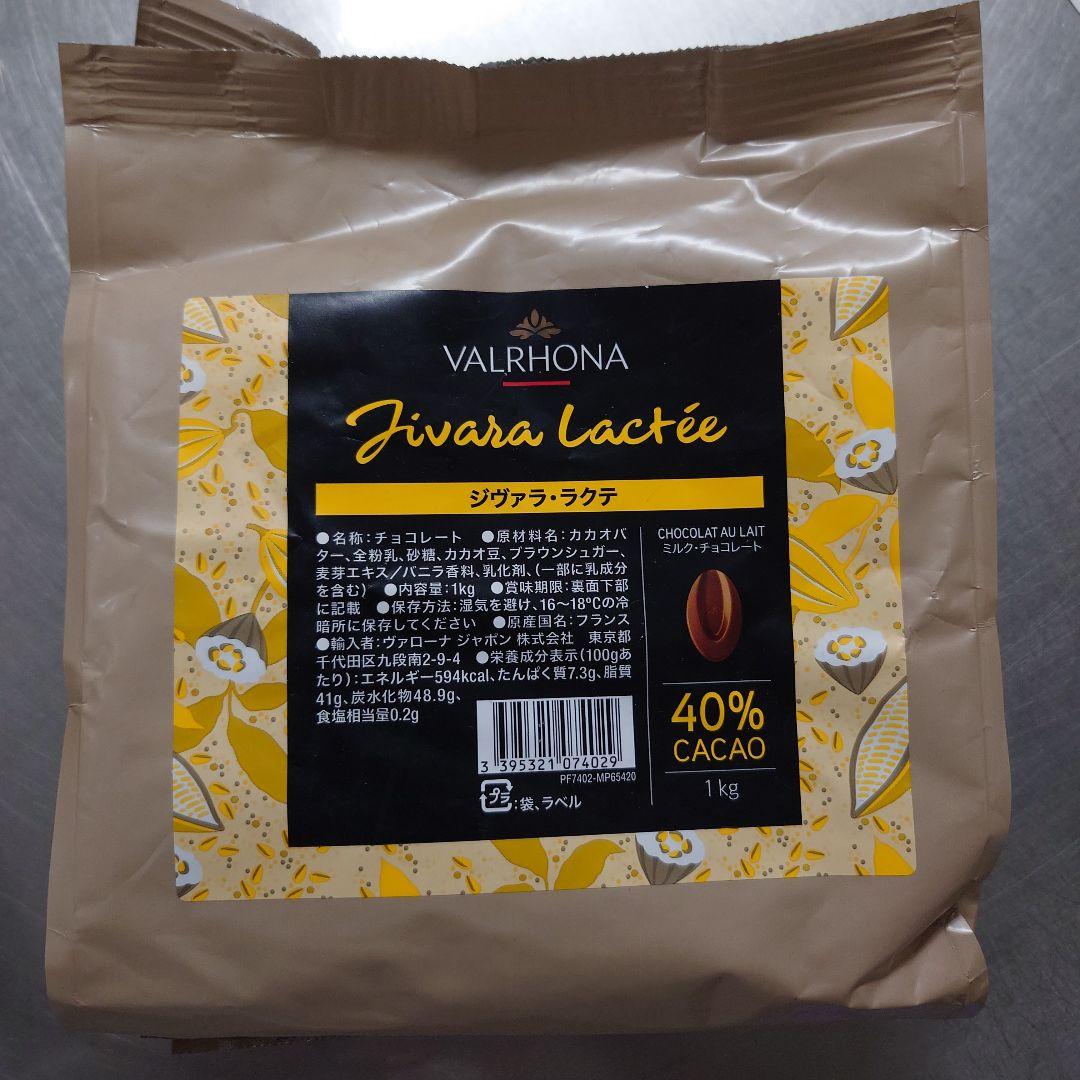 VALRHONA
Jivara Lactée
ジヴァラ・ラクテ
●名称：チョコレート ●原材料名：カカオバ
ター、全粉乳、砂糖、カカオ豆、ブラウンシュガー、
麦芽エキス／バニラ香料、乳化剤、（一部に乳成分
を含む） ●内容量：1kg ●賞味期限：裏面下部
に記載 ●保存方法：湿気を避け、16～18℃の冷
暗所に保存してください ●原産国名：フランス
●輸入者：ヴァローナ ジャポン 株式会社 東京都
千代田区九段南2-9-4 ●栄養成分表示（100gあ
たり）：エネルギー594kcal、たんぱく質7.3g、脂質
41g、炭水化物48.9g、
食塩相当量0.2g
3 395321 074029
PF7402-MP65420
プラ：袋、ラベル
CHOCOLAT AU LAIT
ミルク・チョコレート
40%
CACAO
1 kg